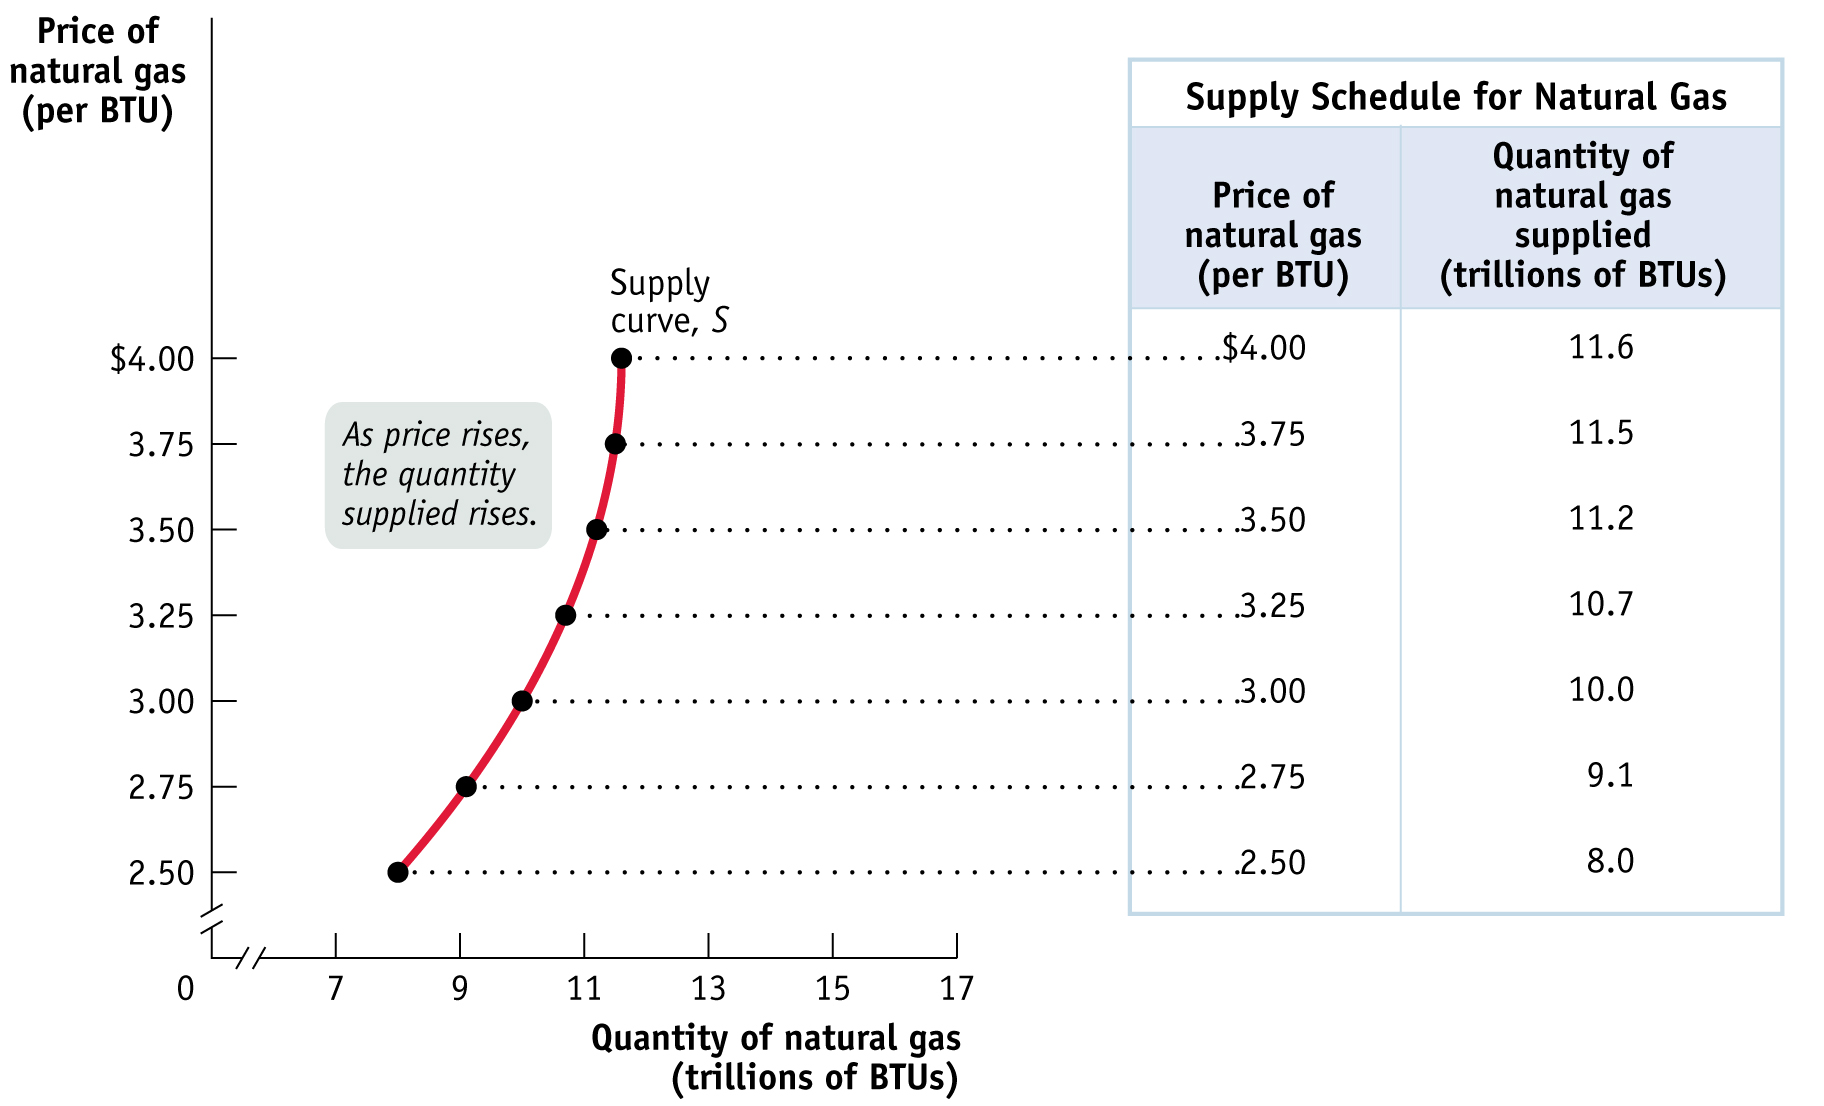 Price of
natural gas
(per BTU)
Supply
curve, S
As price rises,
the quantity
supplied rises.
$4.00
3.75
3.50
3.25
3.00
2.75
2.50
0
7 9 11 13 15 17
Quantity of natural gas
(trillions of BTUs)
Supply Schedule for Natural Gas
Price of
natural gas
(per BTU)
Quantity of
natural gas
supplied
(trillions of BTUs)
$4.00 11.6
3.75 11.5
3.50 11.2
3.25 10.7
3.00 10.0
2.75 9.1
2.50 8.0